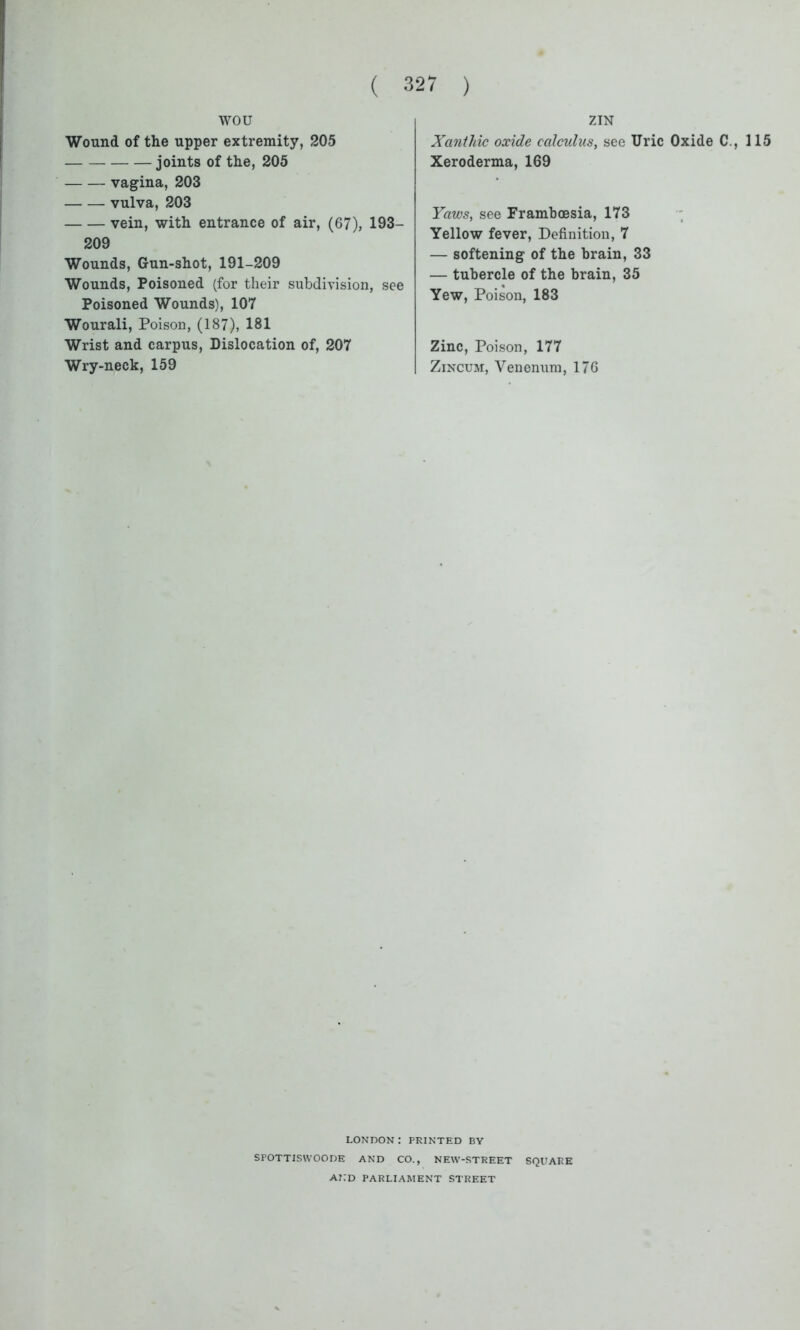 ( 327 )
WOU
Wound of the upper extremity, 205
— — — — joints of the, 205
— — vagina, 203
— — vulva, 203
— — vein, with entrance of air, (67), 193–
209
Wounds, Gun-shot, 191–209
Wounds, Poisoned (for their subdivision, see
Poisoned Wounds), 107
Wourali, Poison, (187), 181
Wrist and carpus, Dislocation of, 207
Wry-neck, 159
ZIN
Xanthic oxide calculus, see Uric Oxide C., 115
Xeroderma, 169
Yaws, see Frambœsia, 173
Yellow fever, Definition, 7
— softening of the brain, 33
— tubercle of the brain, 35
Yew, Poison, 183
Zinc, Poison, 177
ZINCUM, Venenum, 176
LONDON: PRINTED BY
SPOTTISWOODE AND CO., NEW-STREET SQUARE
AND PARLIAMENT STREET